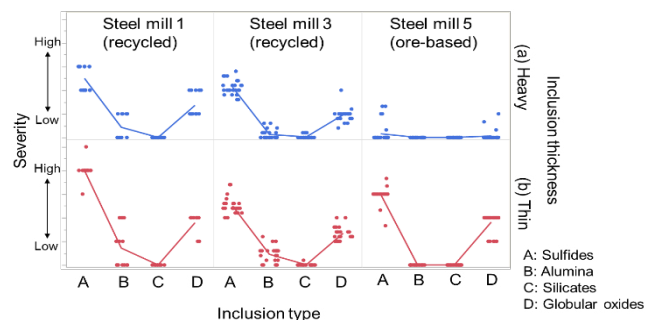 Steel mill 1 Steel mill 3 Steel mill 5
(recycled) (recycled) (ore-based)
High
Low
High
Low
Severity
(a) Heavy
(b) Thin
Inclusion thickness
A B C D A B C D A B C D
Inclusion type
A: Sulfides
B: Alumina
C: Silicates
D: Globular oxides